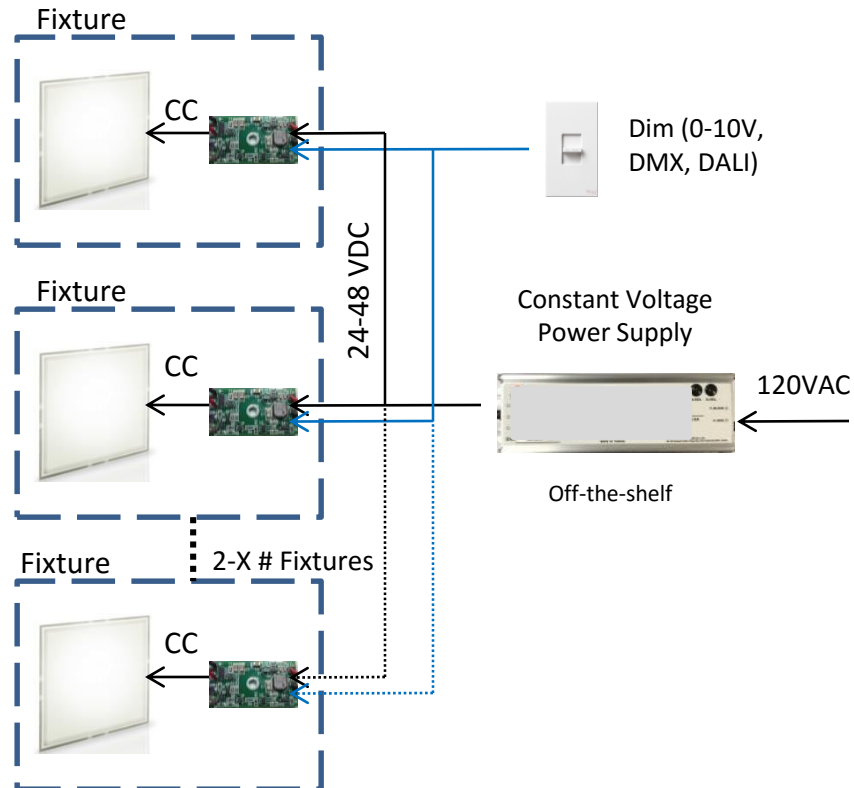 Fixture
CC
Dim (0-10V,
DMX, DALI)
24-48 VDC
Fixture
CC
Constant Voltage
Power Supply
120VAC
Off-the-shelf
2-X # Fixtures
Fixture
CC